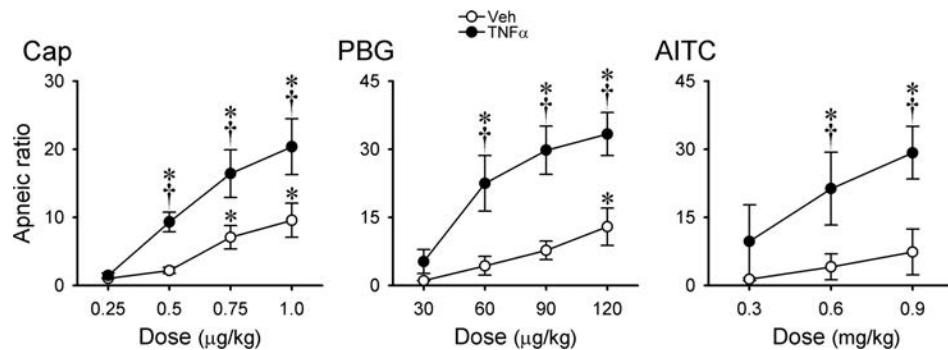 Veh
TNFα
Cap
PBG
AITC
Apneic ratio
30
20
10
0
* † * † * †
* *
0.25 0.5 0.75 1.0
Dose (μg/kg)
45
30
15
0
* † * † * †
*
30 60 90 120
Dose (μg/kg)
45
30
15
0
* † * †
0.3 0.6 0.9
Dose (mg/kg)